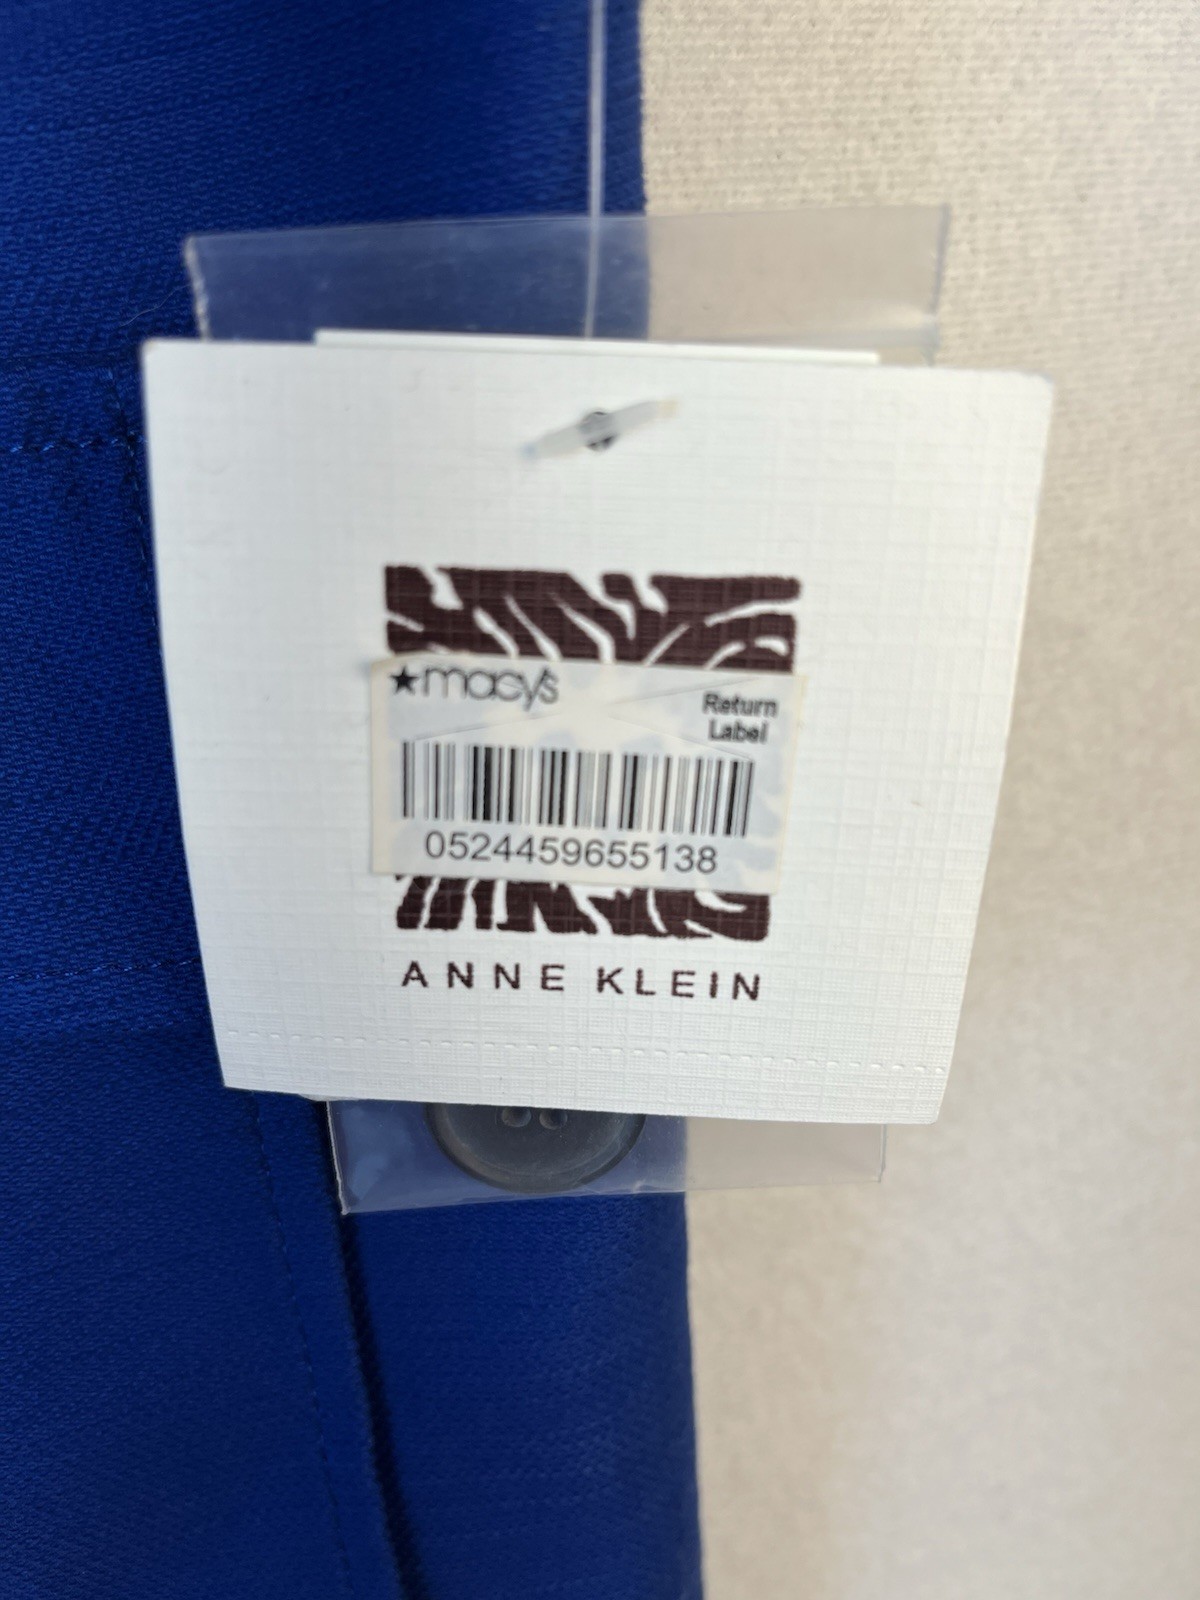 ★macy's
Return
Label
0524459655138
ANNE KLEIN